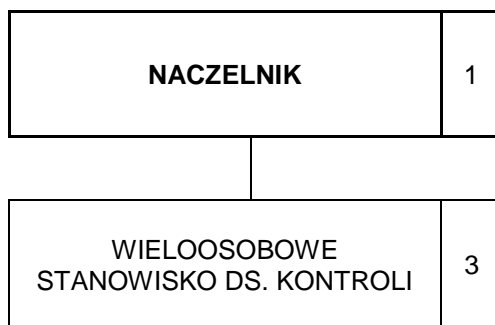 NACZELNIK 1
WIELOOSOBOWE
STANOWISKO DS. KONTROLI 3